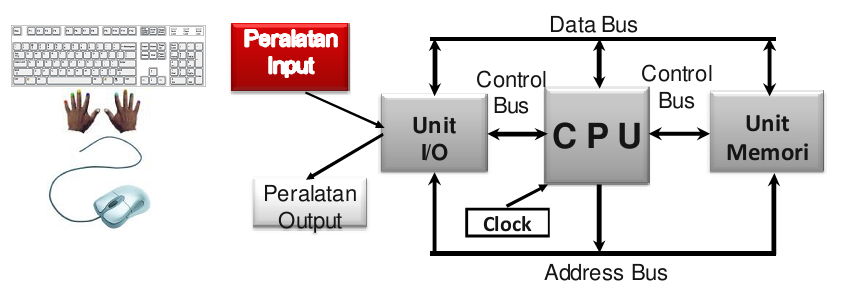 Data Bus
Peralatan
Input
Control
Bus
Control
Bus
Unit
I/O
C P U
Unit
Memori
Peralatan
Output
Clock
Address Bus